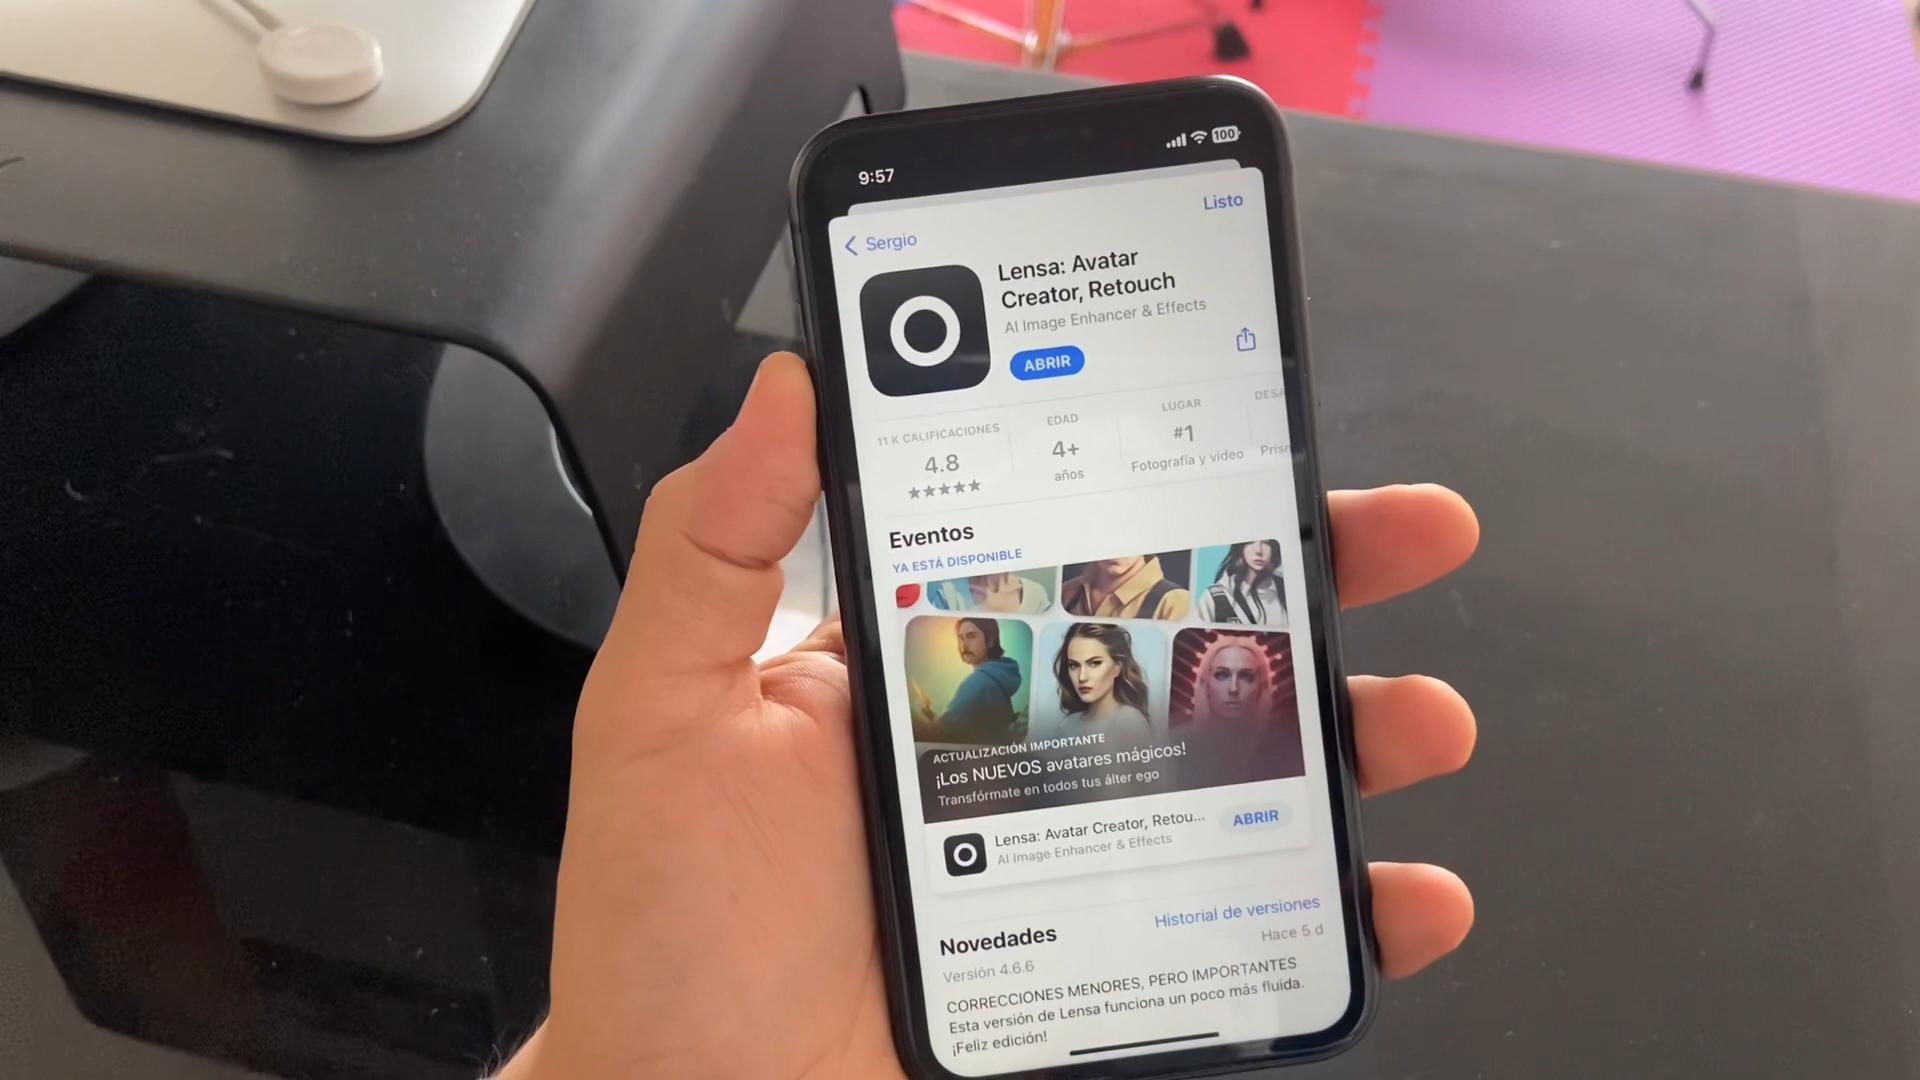 9:57
100
Listo
Sergio
Lensa: Avatar
Creator, Retouch
AI Image Enhancer & Effects
ABRIR
11 K CALIFICACIONES
4.8
★★★★★
EDAD
4+
años
LUGAR
#1
Fotografía y video
DESA
Prisr
Eventos
YA ESTÁ DISPONIBLE
ACTUALIZACIÓN IMPORTANTE
¡Los NUEVOS avatares mágicos!
Transfórmate en todos tus álter ego
Lensa: Avatar Creator, Retou...
AI Image Enhancer & Effects
ABRIR
Novedades
Historial de versiones
Versión 4.6.6
Hace 5 d
CORRECCIONES MENORES, PERO IMPORTANTES
Esta versión de Lensa funciona un poco más fluida.
¡Feliz edición!